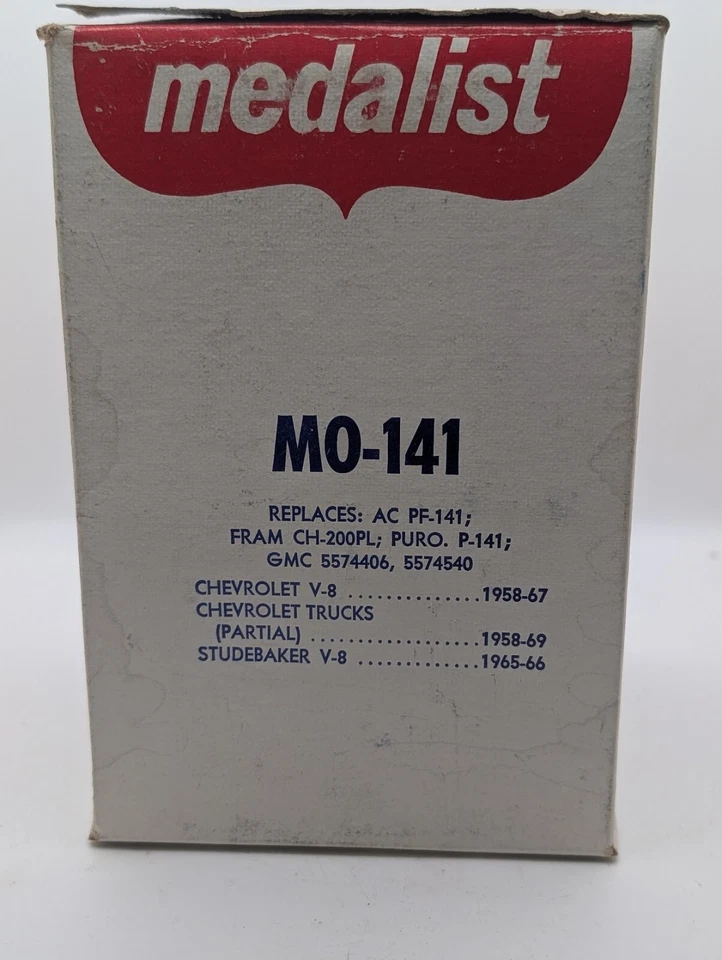 medalist
MO-141
REPLACES: AC PF-141;
FRAM CH-200PL; PURO. P-141;
GMC 5574406, 5574540
CHEVROLET V-8 ..............1958-67
CHEVROLET TRUCKS
(PARTIAL) ...................1958-69
STUDEBAKER V-8 .............1965-66